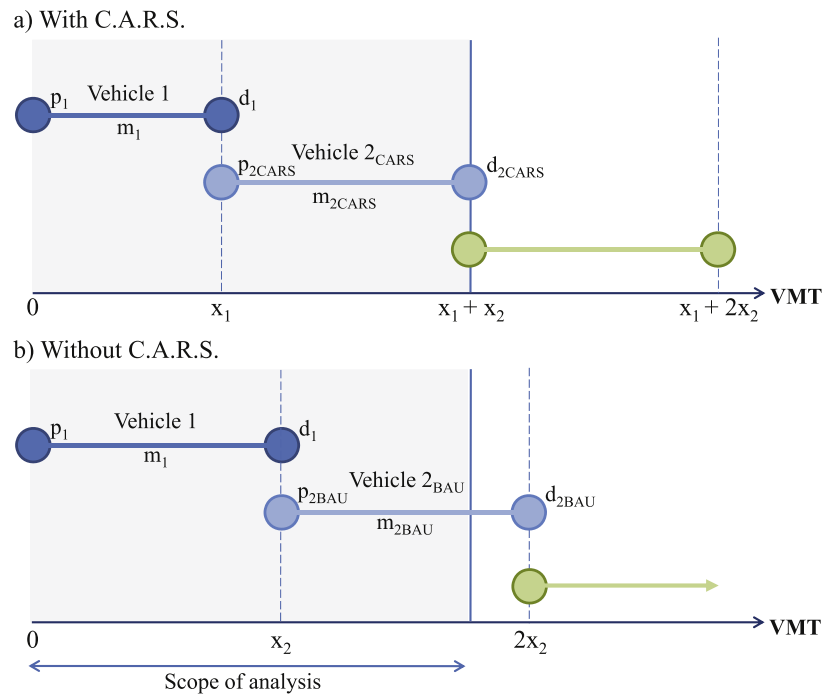 a) With C.A.R.S.
p1 Vehicle 1 d1
m1
p2CARS Vehicle 2CARS d2CARS
m2CARS
0 x1 x1 + x2 x1 + 2x2 VMT
b) Without C.A.R.S.
p1 Vehicle 1 d1
m1
p2BAU Vehicle 2BAU d2BAU
m2BAU
0 x2 2x2 VMT
Scope of analysis